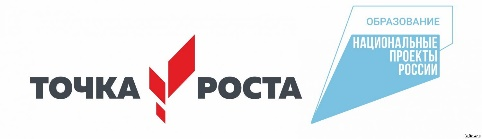 ТОЧКА РОСТА
ОБРАЗОВАНИЕ
НАЦИОНАЛЬНЫЕ
ПРОЕКТЫ
РОССИИ